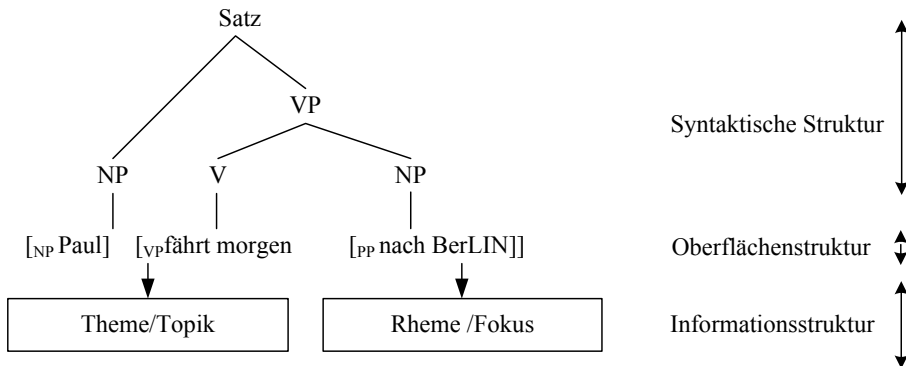 Satz
VP
Syntaktische Struktur
NP V NP
[NP Paul] [VP fährt morgen [PP nach BerLIN]] Oberflächenstruktur
Theme/Topik Rheme /Fokus Informationsstruktur